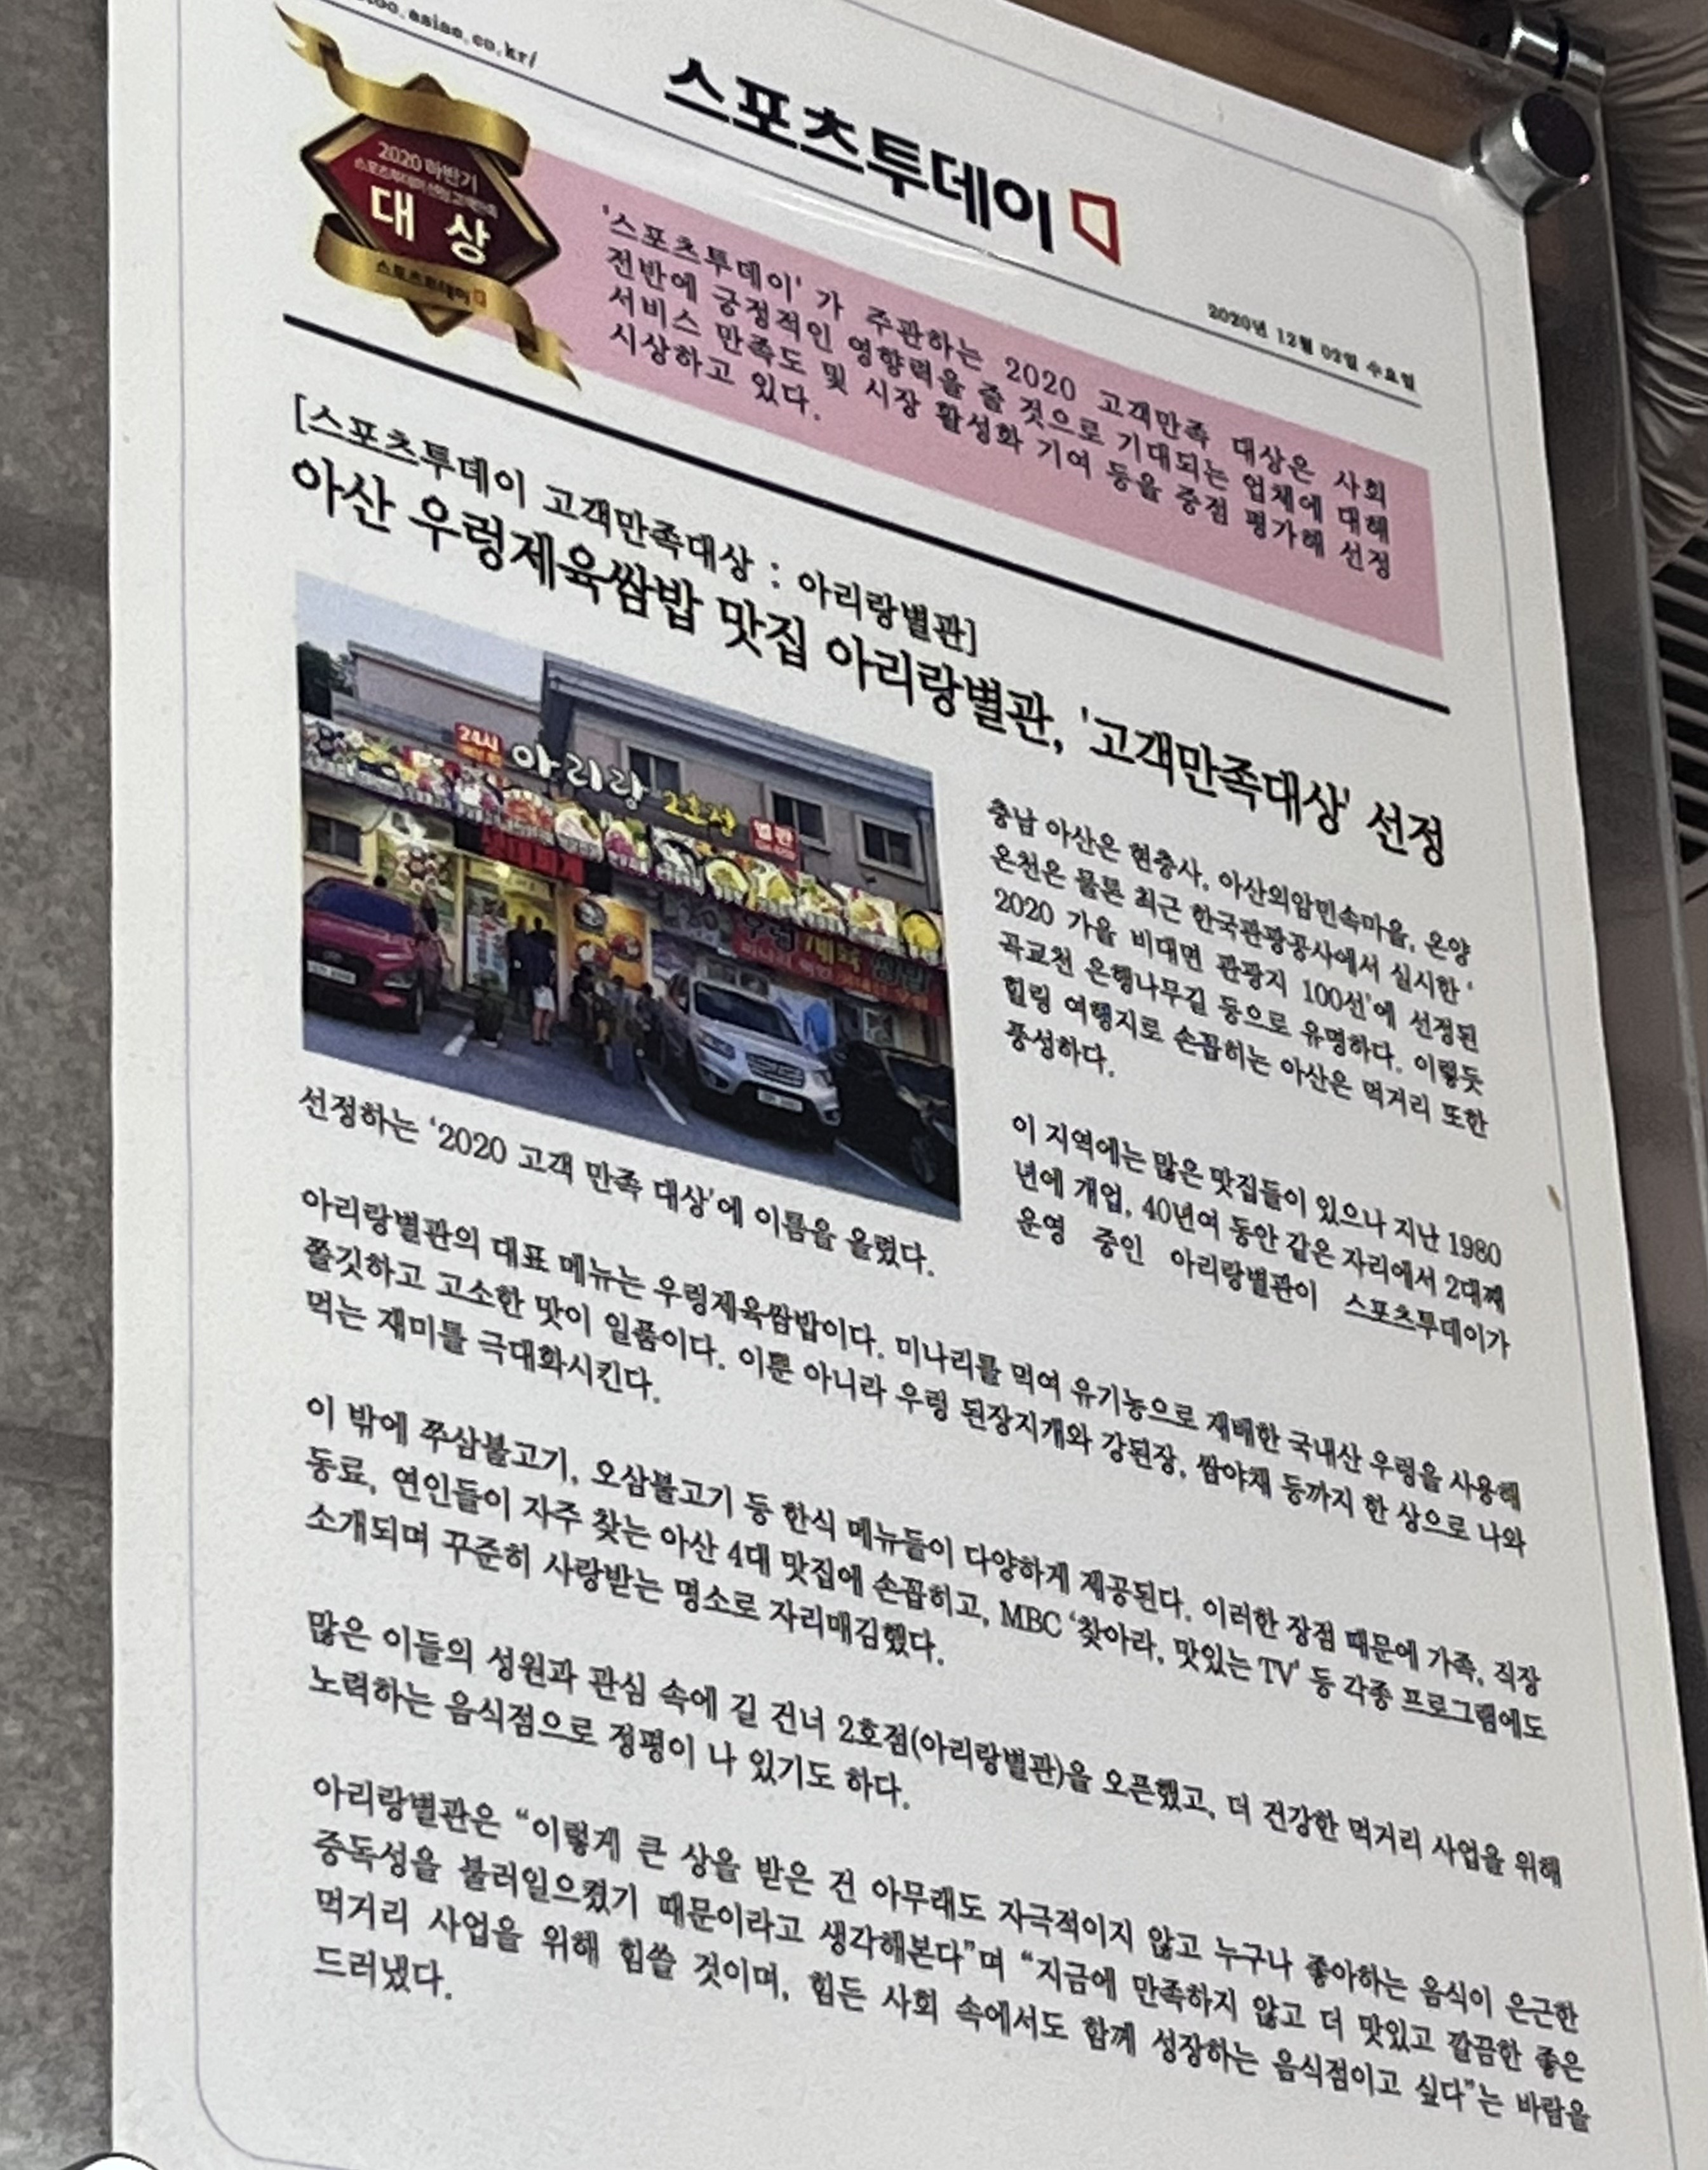 스포츠투데이
2020 하반기
대상
스포츠투데이
2020년 12월 02일 수요일
'스포츠투데이' 가 주관하는 2020 고객만족 대상은 사회
전반에 긍정적인 영향력을 줄 것으로 기대되는 업체에 대해
서비스 만족도 및 시장 활성화 기여 등을 중점 평가해 선정
시상하고 있다.
[스포츠투데이 고객만족대상 : 아리랑별관]
아산 우렁제육쌈밥 맛집 아리랑별관, '고객만족대상' 선정
24시 아리랑 2호점 별관
우렁 제육 쌈밥
충남 아산은 현충사, 아산외암민속마을, 온양
온천은 물론 최근 한국관광공사에서 실시한 '
2020 가을 비대면 관광지 100선'에 선정된
곡교천 은행나무길 등으로 유명하다. 이렇듯
힐링 여행지로 손꼽히는 아산은 먹거리 또한
풍성하다.
이 지역에는 많은 맛집들이 있으나 지난 1980
년에 개업, 40년여 동안 같은 자리에서 2대째
운영 중인 아리랑별관이 스포츠투데이가
선정하는 '2020 고객 만족 대상'에 이름을 올렸다.
아리랑별관의 대표 메뉴는 우렁제육쌈밥이다. 미나리를 먹여 유기농으로 재배한 국내산 우렁을 사용해
쫄깃하고 고소한 맛이 일품이다. 이뿐 아니라 우렁 된장지개와 강된장, 쌈야채 등까지 한 상으로 나와
먹는 재미를 극대화시킨다.
이 밖에 쭈삼불고기, 오삼불고기 등 한식 메뉴들이 다양하게 제공된다. 이러한 장점 때문에 가족, 직장
동료, 연인들이 자주 찾는 아산 4대 맛집에 손꼽히고, MBC '찾아라, 맛있는 TV' 등 각종 프로그램에도
소개되며 꾸준히 사랑받는 명소로 자리매김했다.
많은 이들의 성원과 관심 속에 길 건너 2호점(아리랑별관)을 오픈했고, 더 건강한 먹거리 사업을 위해
노력하는 음식점으로 정평이 나 있기도 하다.
아리랑별관은 “이렇게 큰 상을 받은 건 아무래도 자극적이지 않고 누구나 좋아하는 음식이 은근한
중독성을 불러일으켰기 때문이라고 생각해본다”며 “지금에 만족하지 않고 더 맛있고 깔끔한 좋은
먹거리 사업을 위해 힘쓸 것이며, 힘든 사회 속에서도 함께 성장하는 음식점이고 싶다”는 바람을
드러냈다.